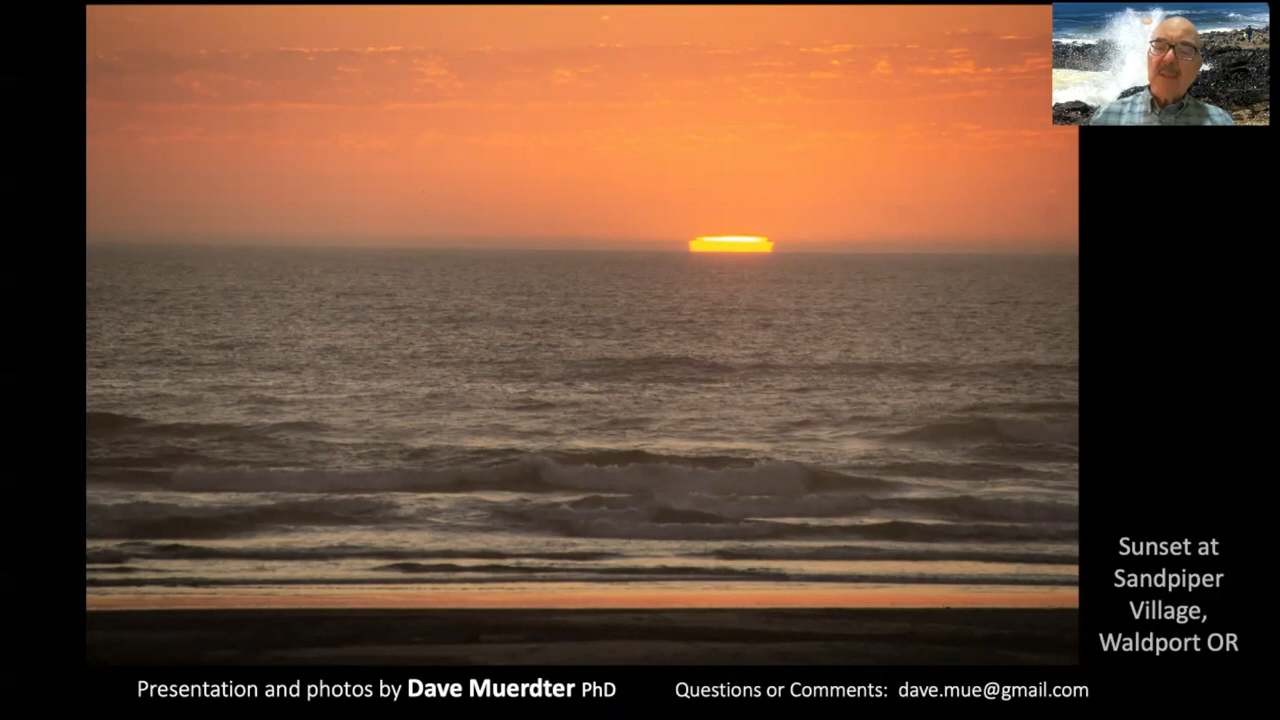 Sunset at
Sandpiper
Village,
Waldport OR
Presentation and photos by Dave Muerdter PhD
Questions or Comments: dave.mue@gmail.com